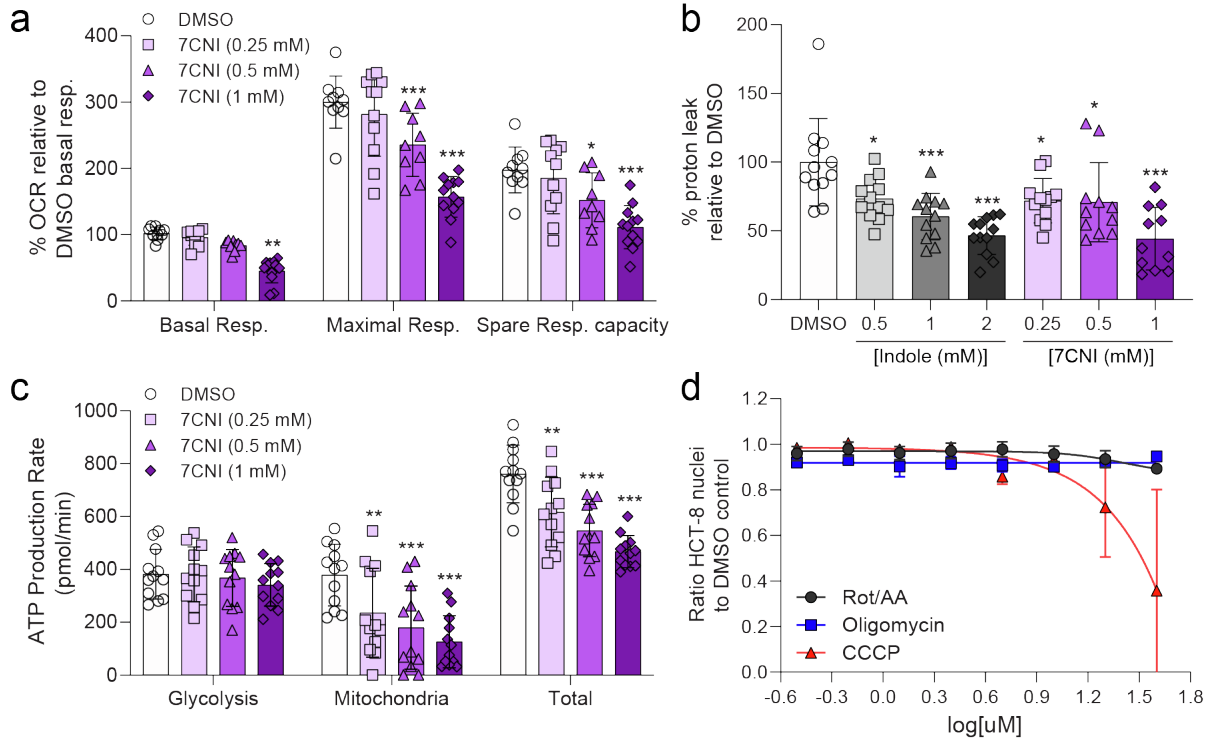 a
DMSO
7CNI (0.25 mM)
7CNI (0.5 mM)
7CNI (1 mM)
% OCR relative to
DMSO basal resp.
400
300
200
100
0
**
***
***
*
***
Basal Resp.
Maximal Resp.
Spare Resp. capacity
b
% proton leak
relative to DMSO
200
150
100
50
0
*
***
***
*
*
***
DMSO
0.5
1
2
0.25
0.5
1
[Indole (mM)]
[7CNI (mM)]
c
DMSO
7CNI (0.25 mM)
7CNI (0.5 mM)
7CNI (1 mM)
ATP Production Rate
(pmol/min)
1000
800
600
400
200
0
**
***
***
**
***
***
Glycolysis
Mitochondria
Total
d
Ratio HCT-8 nuclei
to DMSO control
1.2
1.0
0.8
0.6
0.4
0.2
0.0
Rot/AA
Oligomycin
CCCP
-0.6
-0.3
0.0
0.3
0.6
0.9
1.2
1.5
1.8
log[uM]